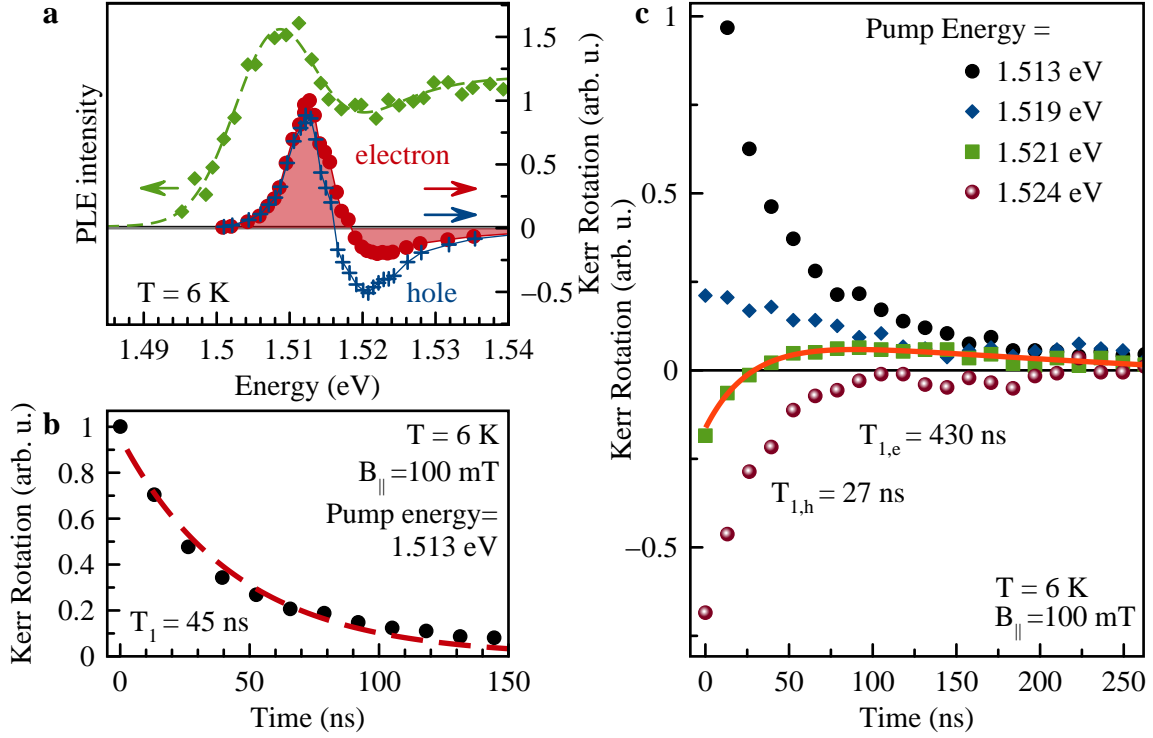 a
PLE intensity
electron
hole
T = 6 K
1.5
1
0.5
0
−0.5
Kerr Rotation (arb. u.)
1.49 1.5 1.51 1.52 1.53 1.54
Energy (eV)
b
Kerr Rotation (arb. u.)
1
0.8
0.6
0.4
0.2
0
T = 6 K
B|| =100 mT
Pump energy=
1.513 eV
T1 = 45 ns
0 50 100 150
Time (ns)
c
Kerr Rotation (arb. u.)
1
0.5
0
−0.5
Pump Energy =
1.513 eV
1.519 eV
1.521 eV
1.524 eV
T1,e = 430 ns
T1,h = 27 ns
T = 6 K
B|| =100 mT
0 50 100 150 200 250
Time (ns)